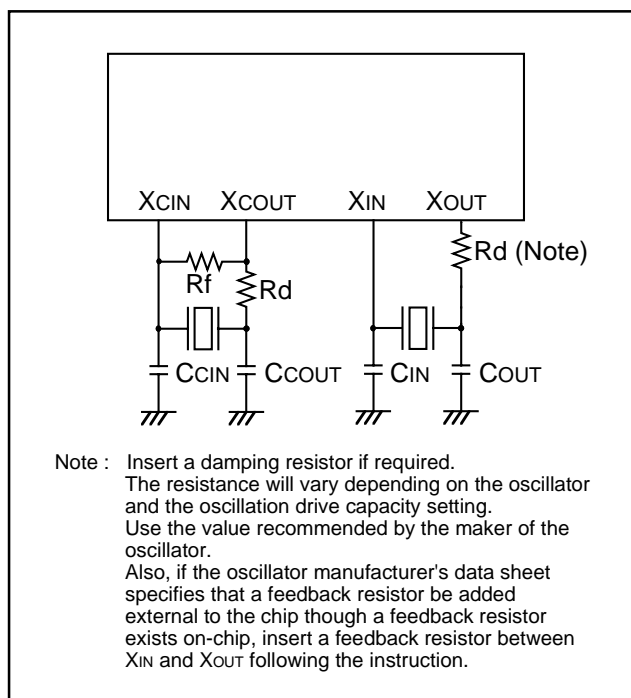 XCIN XCOUT XIN XOUT
Rd (Note)
Rf Rd
CCIN CCOUT CIN COUT
Note : Insert a damping resistor if required.
The resistance will vary depending on the oscillator
and the oscillation drive capacity setting.
Use the value recommended by the maker of the
oscillator.
Also, if the oscillator manufacturer's data sheet
specifies that a feedback resistor be added
external to the chip though a feedback resistor
exists on-chip, insert a feedback resistor between
XIN and XOUT following the instruction.